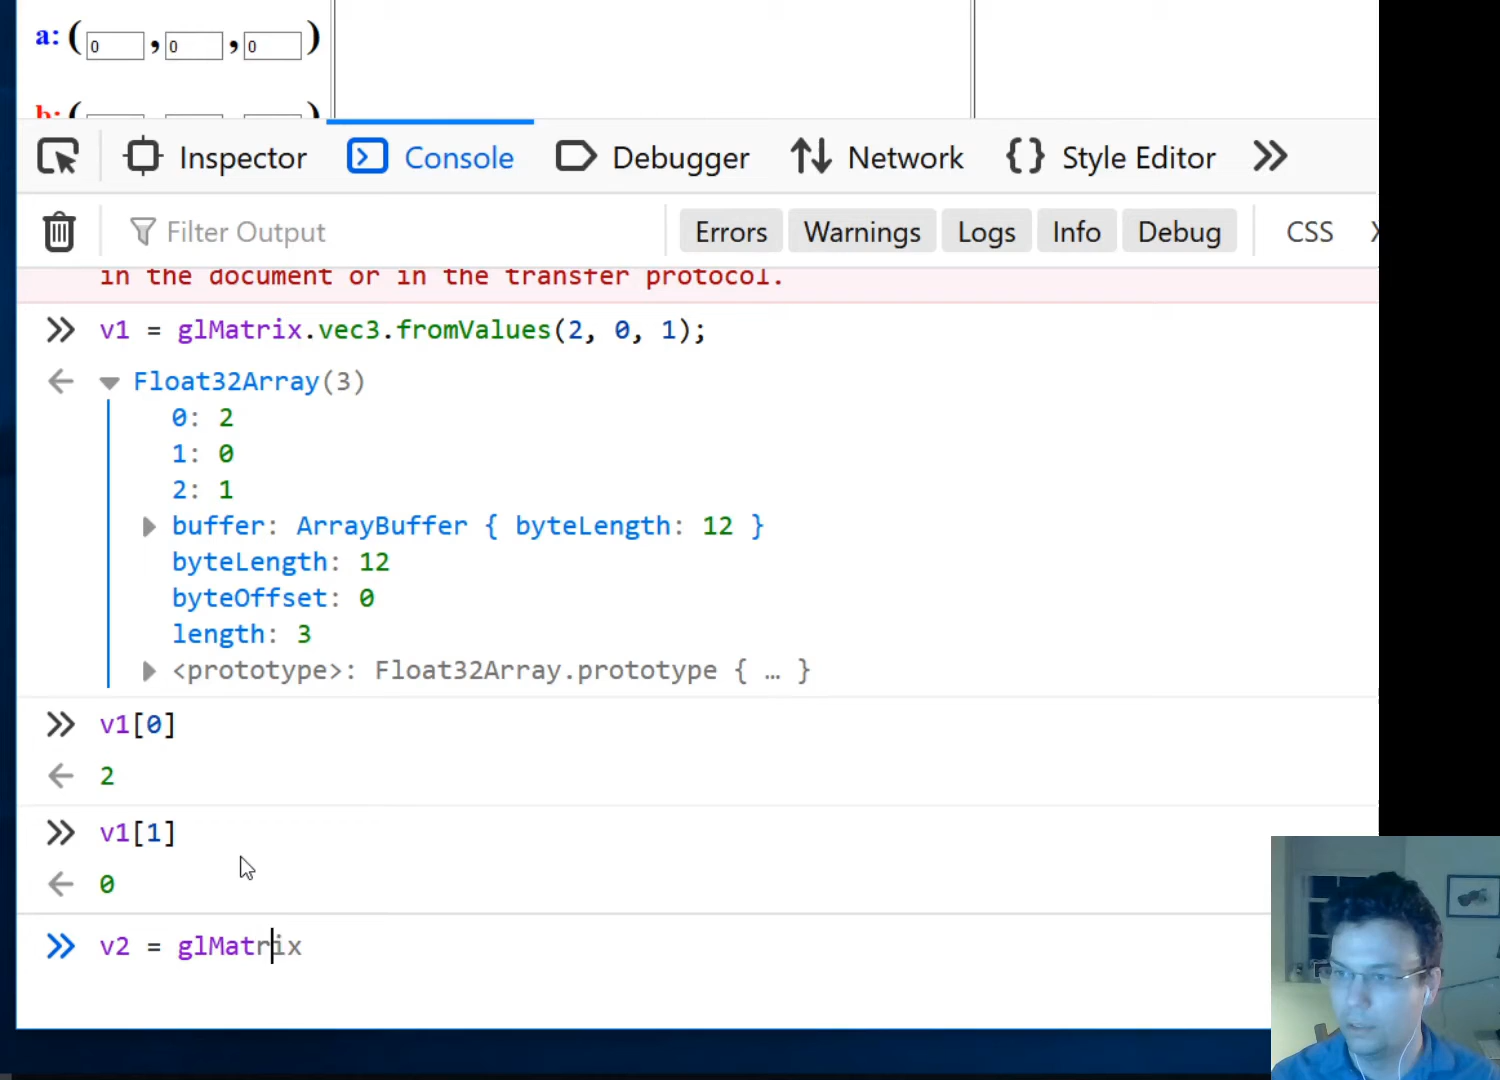 a: ( 0 , 0 , 0 )
b: ( )
Inspector Console Debugger Network Style Editor
Filter Output Errors Warnings Logs Info Debug CSS
in the document or in the transfer protocol.
v1 = glMatrix.vec3.fromValues(2, 0, 1);
Float32Array(3)
0: 2
1: 0
2: 1
buffer: ArrayBuffer { byteLength: 12 }
byteLength: 12
byteOffset: 0
length: 3
<prototype>: Float32Array.prototype { … }
v1[0]
2
v1[1]
0
v2 = glMatrix